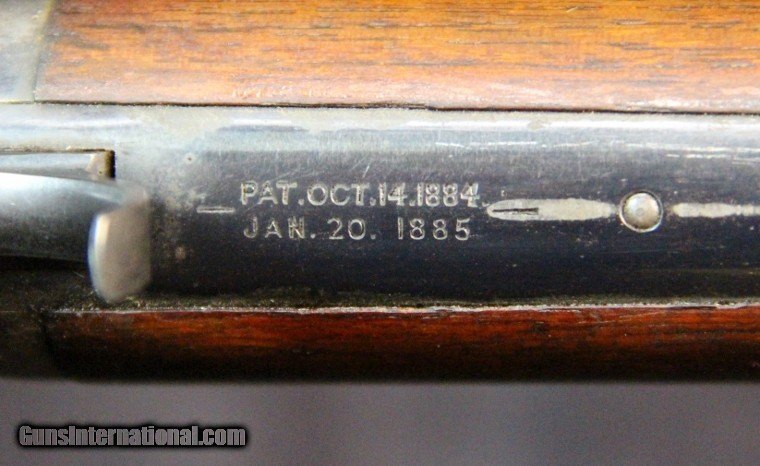 PAT.OCT.14.1884.
JAN. 20. 1885
GunsInternational.com